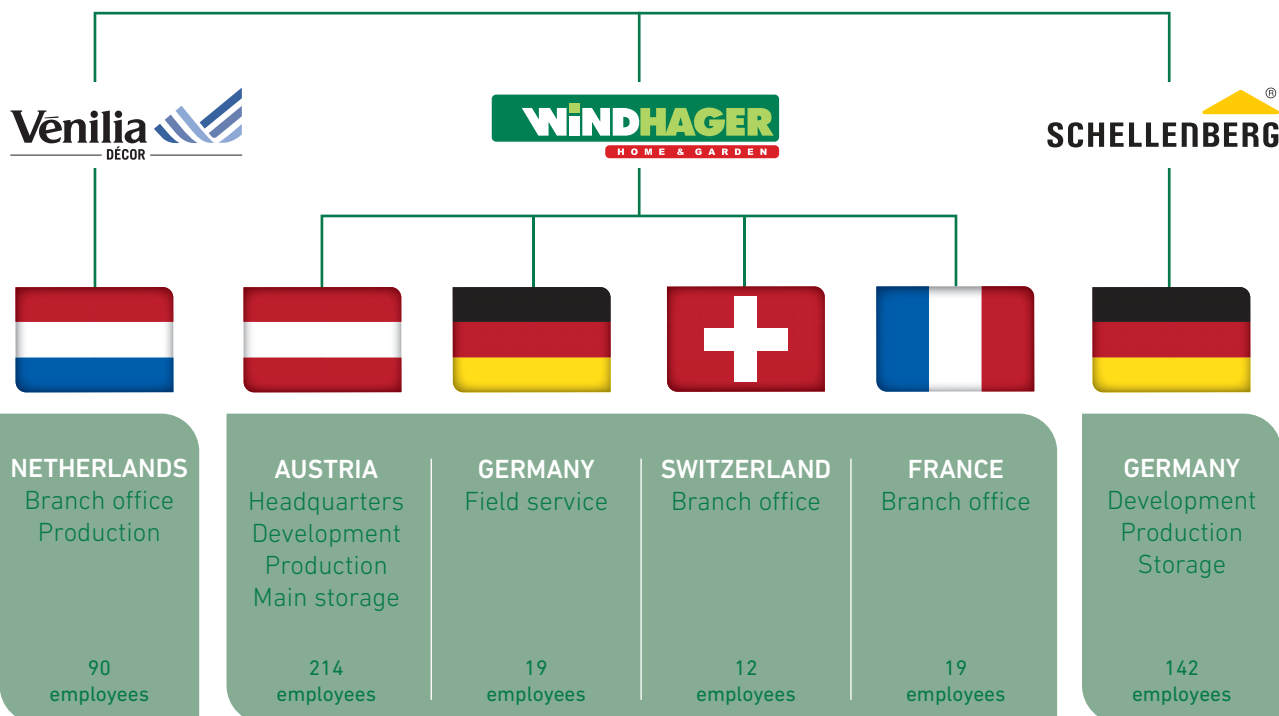 Vēnilia
DÉCOR
WiNDHAGER
HOME & GARDEN
SCHELLENBERG®
NETHERLANDS
Branch office
Production
90
employees
AUSTRIA
Headquarters
Development
Production
Main storage
214
employees
GERMANY
Field service
19
employees
SWITZERLAND
Branch office
12
employees
FRANCE
Branch office
19
employees
GERMANY
Development
Production
Storage
142
employees